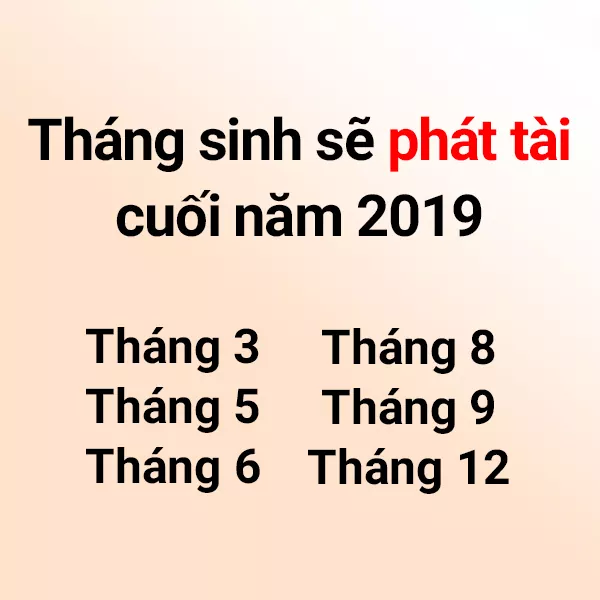 Tháng sinh sẽ phát tài
cuối năm 2019
Tháng 3
Tháng 5
Tháng 6
Tháng 8
Tháng 9
Tháng 12